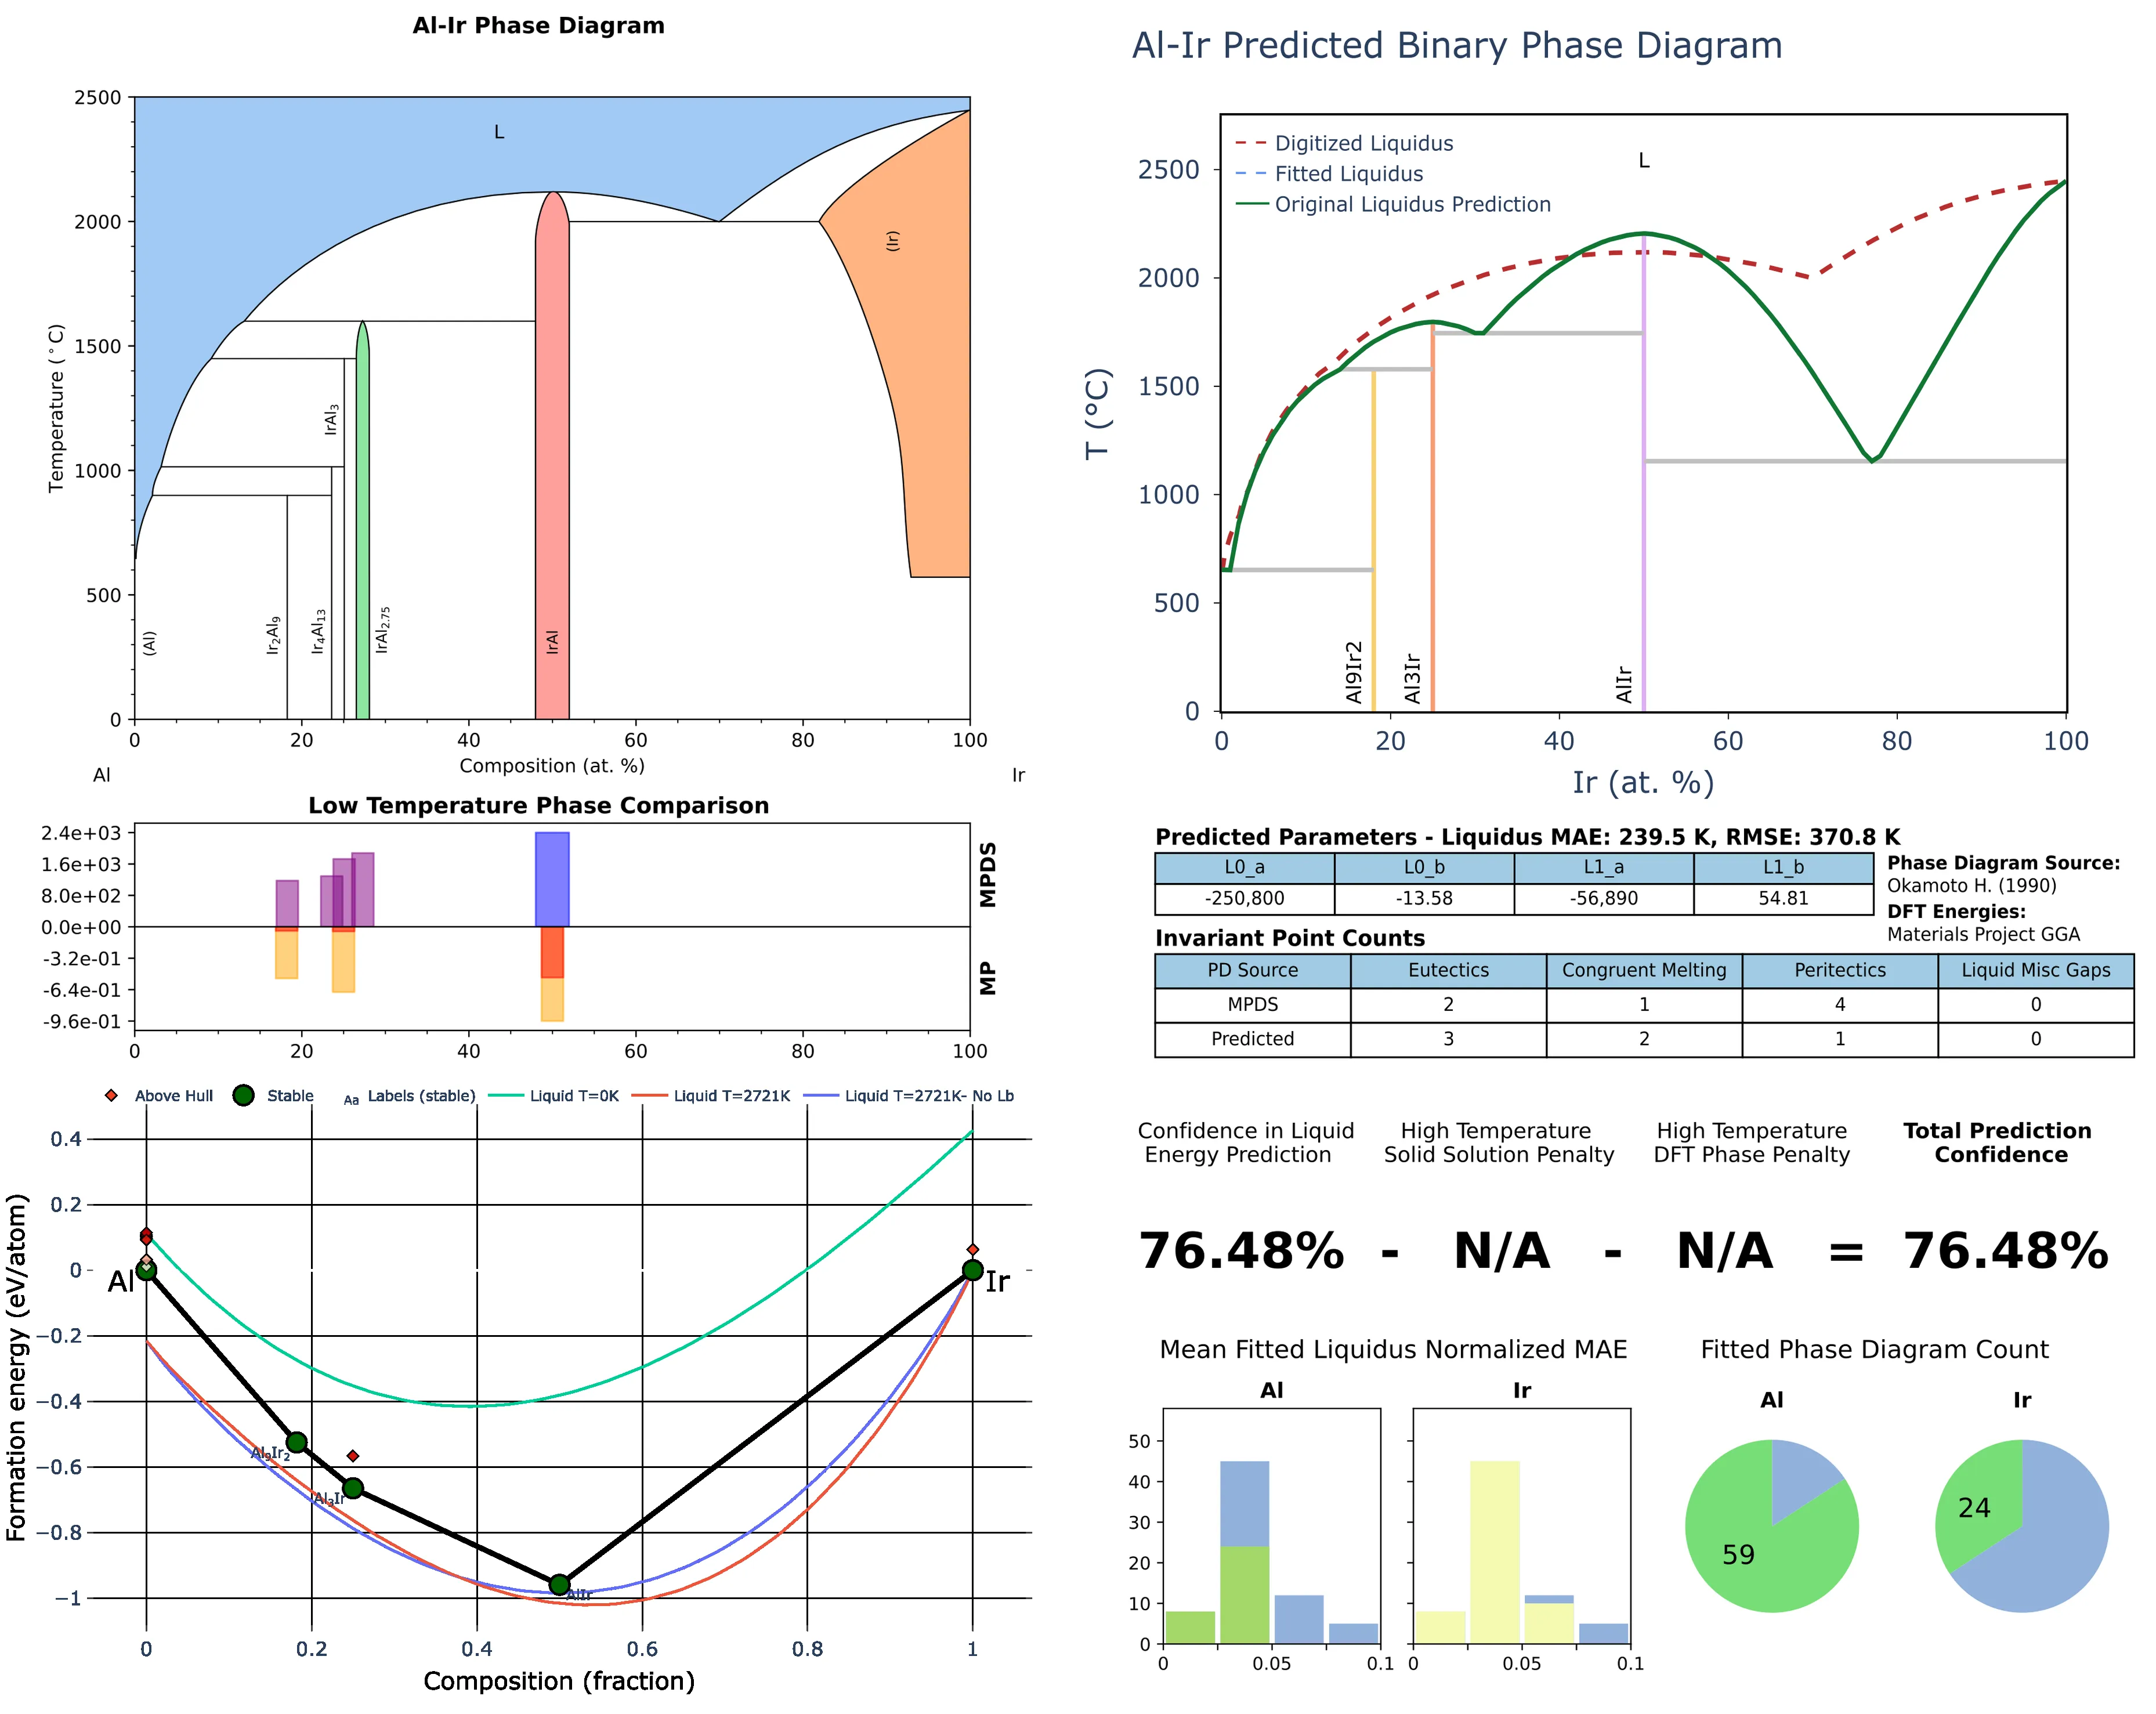 Al-Ir Phase Diagram
2500
2000
1500
1000
500
0
Temperature (°C)
L
(Ir)
IrAl3
(Al)
Ir2Al9
Ir4Al13
IrAl2.75
IrAl
0 20 40 60 80 100
Composition (at. %)
Al Ir
Low Temperature Phase Comparison
2.4e+03
1.6e+03
8.0e+02
0.0e+00
-3.2e-01
-6.4e-01
-9.6e-01
MPDS
MP
0 20 40 60 80 100
Above Hull Stable Aa Labels (stable) Liquid T=0K Liquid T=2721K Liquid T=2721K- No Lb
0.4
0.2
0
−0.2
−0.4
−0.6
−0.8
−1
Formation energy (eV/atom)
Al
Ir
Al9Ir2
Al3Ir
AlIr
0 0.2 0.4 0.6 0.8 1
Composition (fraction)
Al-Ir Predicted Binary Phase Diagram
Digitized Liquidus
Fitted Liquidus
Original Liquidus Prediction
L
2500
2000
1500
1000
500
0
T (°C)
Al9Ir2
Al3Ir
AlIr
0 20 40 60 80 100
Ir (at. %)
Predicted Parameters - Liquidus MAE: 239.5 K, RMSE: 370.8 K
L0_a L0_b L1_a L1_b
-250,800 -13.58 -56,890 54.81
Phase Diagram Source:
Okamoto H. (1990)
DFT Energies:
Materials Project GGA
Invariant Point Counts
PD Source Eutectics Congruent Melting Peritectics Liquid Misc Gaps
MPDS 2 1 4 0
Predicted 3 2 1 0
Confidence in Liquid
Energy Prediction
High Temperature
Solid Solution Penalty
High Temperature
DFT Phase Penalty
Total Prediction
Confidence
76.48% - N/A - N/A = 76.48%
Mean Fitted Liquidus Normalized MAE
Al Ir
50
40
30
20
10
0
0 0.05 0.1
0 0.05 0.1
Fitted Phase Diagram Count
Al Ir
59
24